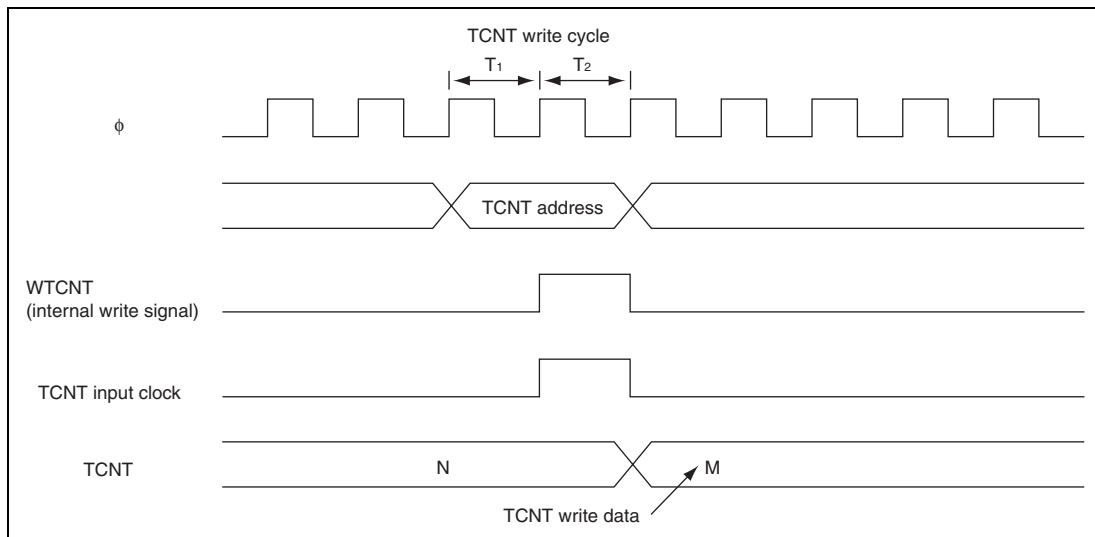 TCNT write cycle
T1 T2
ϕ
TCNT address
WTCNT
(internal write signal)
TCNT input clock
TCNT
N
M
TCNT write data